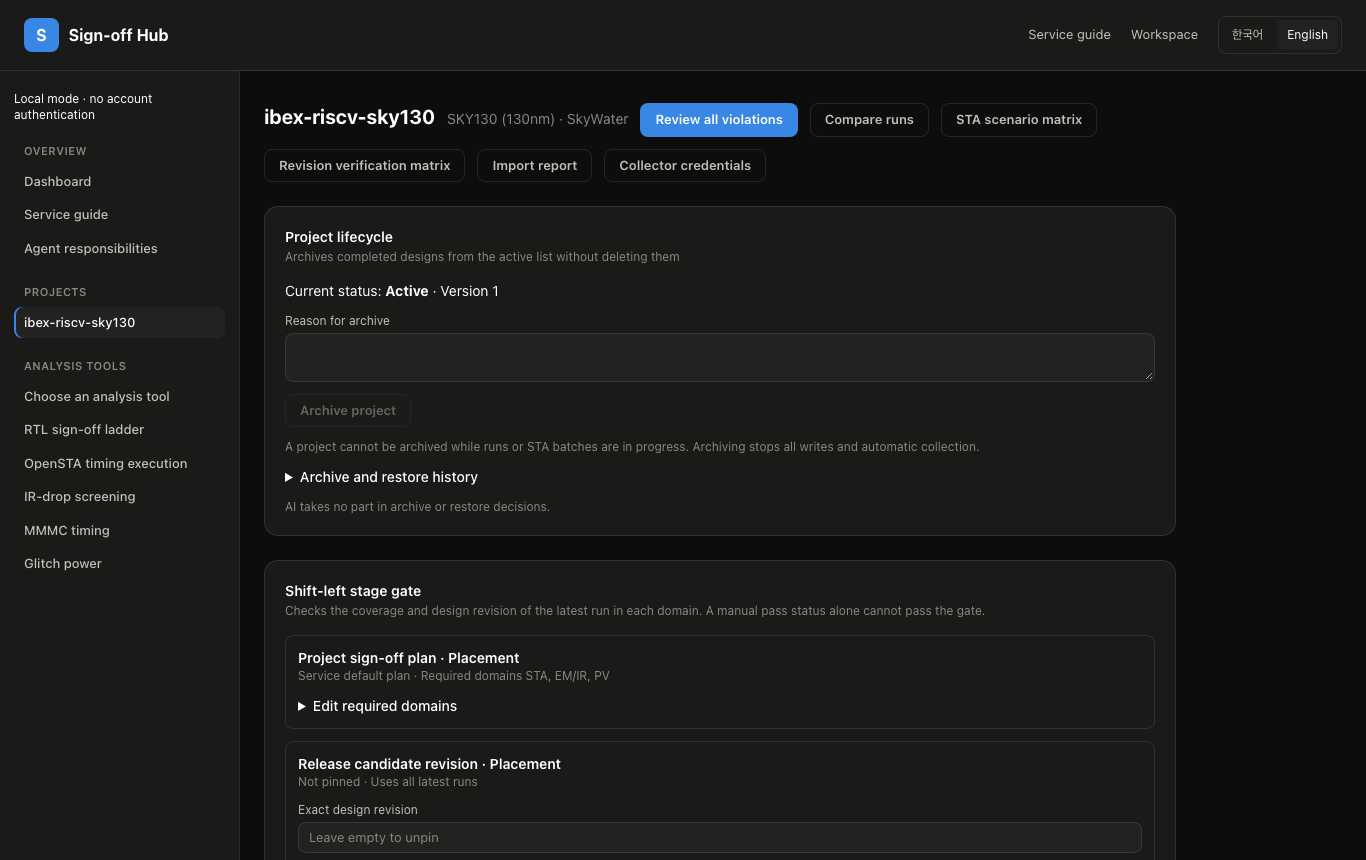 S
Sign-off Hub
Service guide
Workspace
한국어
English
Local mode · no account
authentication
OVERVIEW
Dashboard
Service guide
Agent responsibilities
PROJECTS
ibex-riscv-sky130
ANALYSIS TOOLS
Choose an analysis tool
RTL sign-off ladder
OpenSTA timing execution
IR-drop screening
MMMC timing
Glitch power
ibex-riscv-sky130
SKY130 (130nm) · SkyWater
Review all violations
Compare runs
STA scenario matrix
Revision verification matrix
Import report
Collector credentials
Project lifecycle
Archives completed designs from the active list without deleting them
Current status: Active · Version 1
Reason for archive
Archive project
A project cannot be archived while runs or STA batches are in progress. Archiving stops all writes and automatic collection.
Archive and restore history
AI takes no part in archive or restore decisions.
Shift-left stage gate
Checks the coverage and design revision of the latest run in each domain. A manual pass status alone cannot pass the gate.
Project sign-off plan · Placement
Service default plan · Required domains STA, EM/IR, PV
Edit required domains
Release candidate revision · Placement
Not pinned · Uses all latest runs
Exact design revision
Leave empty to unpin